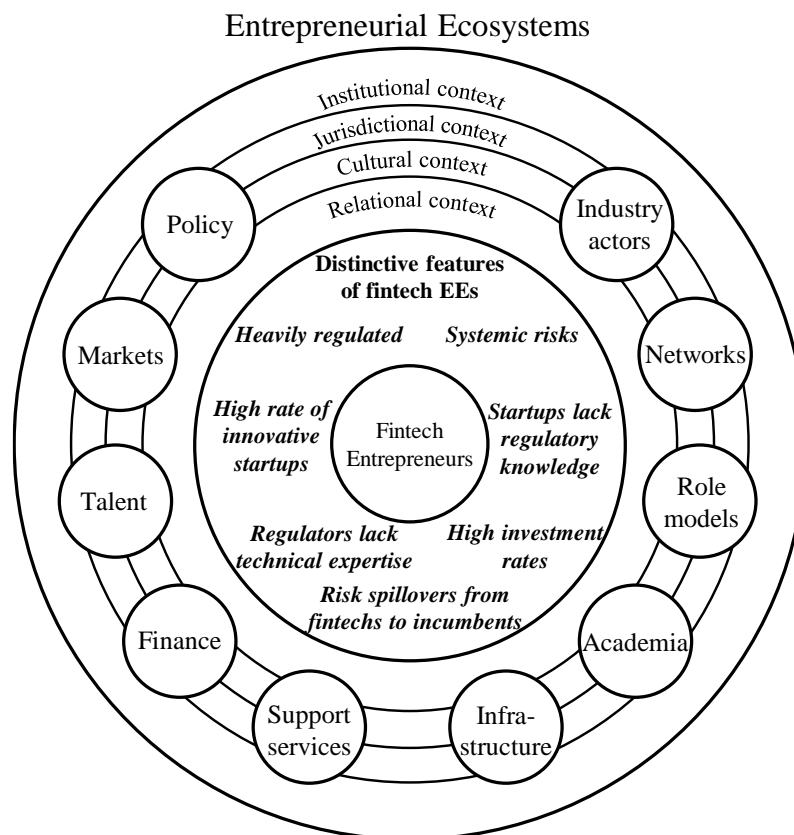 Entrepreneurial Ecosystems
Institutional context
Jurisdictional context
Cultural context
Relational context
Policy
Industry
actors
Distinctive features
of fintech EEs
Heavily regulated
Systemic risks
Markets
Networks
High rate of
innovative
startups
Fintech
Entrepreneurs
Startups lack
regulatory
knowledge
Talent
Role
models
Regulators lack
technical expertise
High investment
rates
Risk spillovers from
fintechs to incumbents
Finance
Academia
Support
services
Infra-
structure